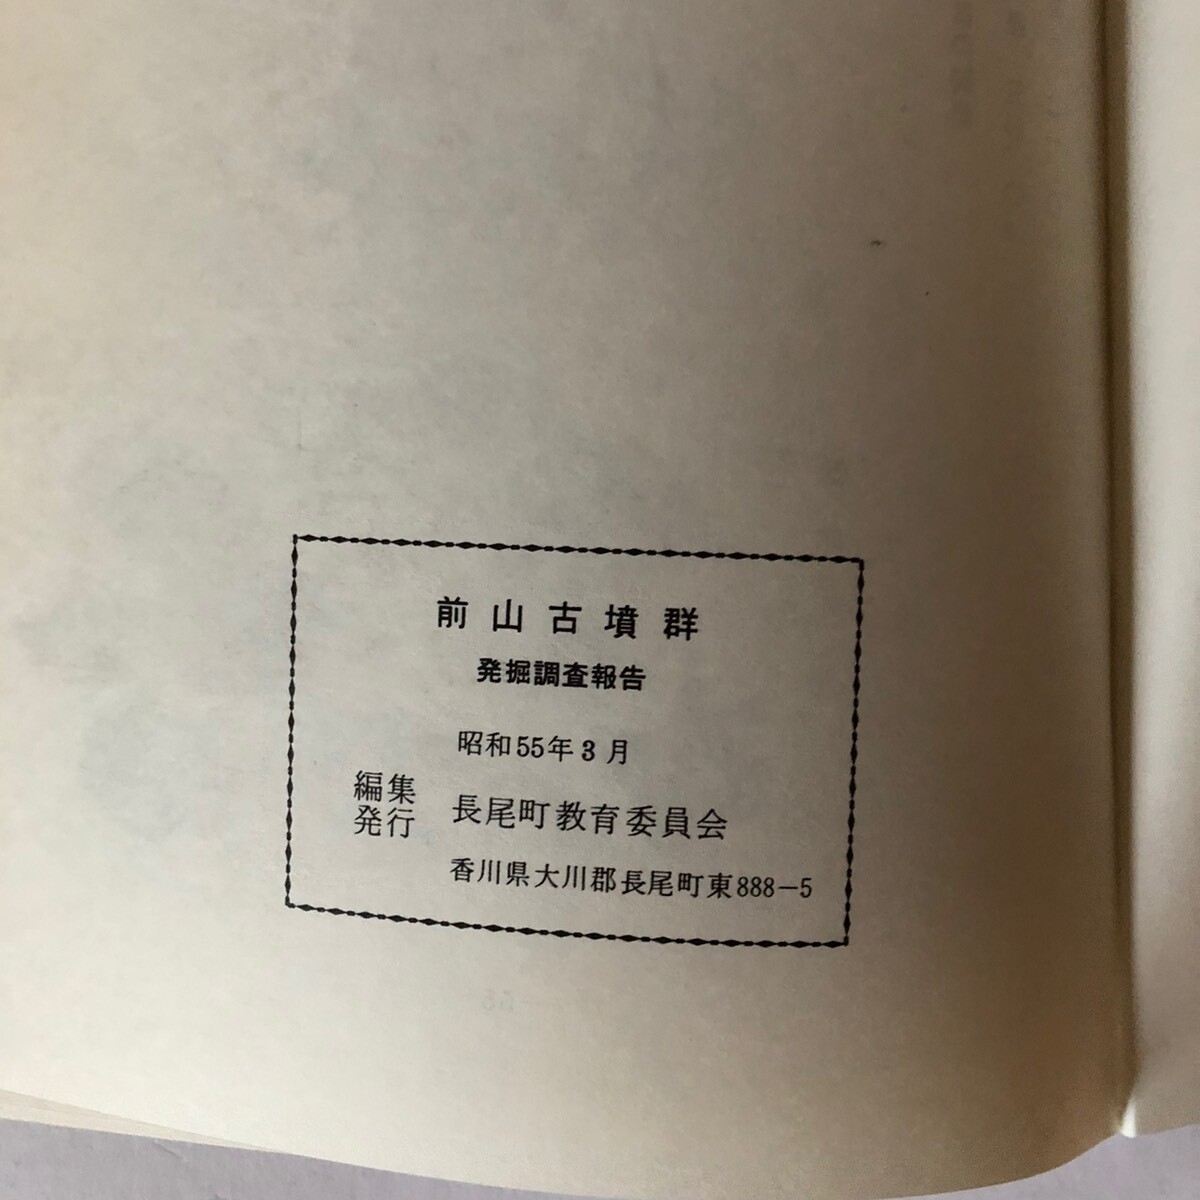 前山古墳群
発掘調査報告
昭和55年3月
編集
発行
長尾町教育委員会
香川県大川郡長尾町東888-5